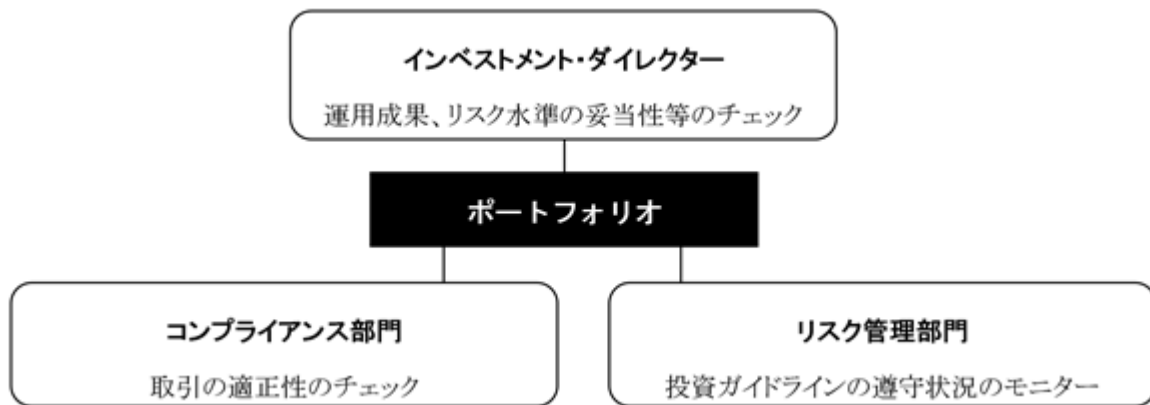 インベストメント・ダイレクター
運用成果、リスク水準の妥当性等のチェック
ポートフォリオ
コンプライアンス部門
取引の適正性のチェック
リスク管理部門
投資ガイドラインの遵守状況のモニター